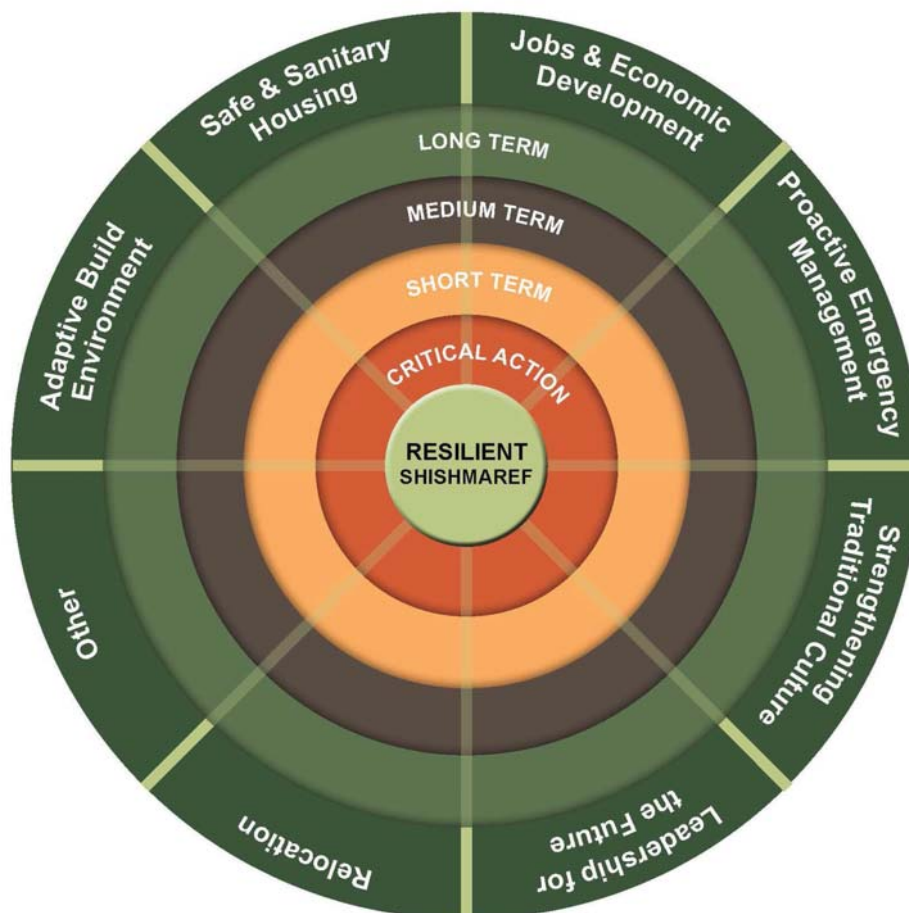 Safe & Sanitary
Housing
Jobs & Economic
Development
Proactive Emergency
Management
Strengthening
Traditional Culture
Leadership for
the Future
Relocation
Other
Adaptive Build
Environment
LONG TERM
MEDIUM TERM
SHORT TERM
CRITICAL ACTION
RESILIENT
SHISHMAREF